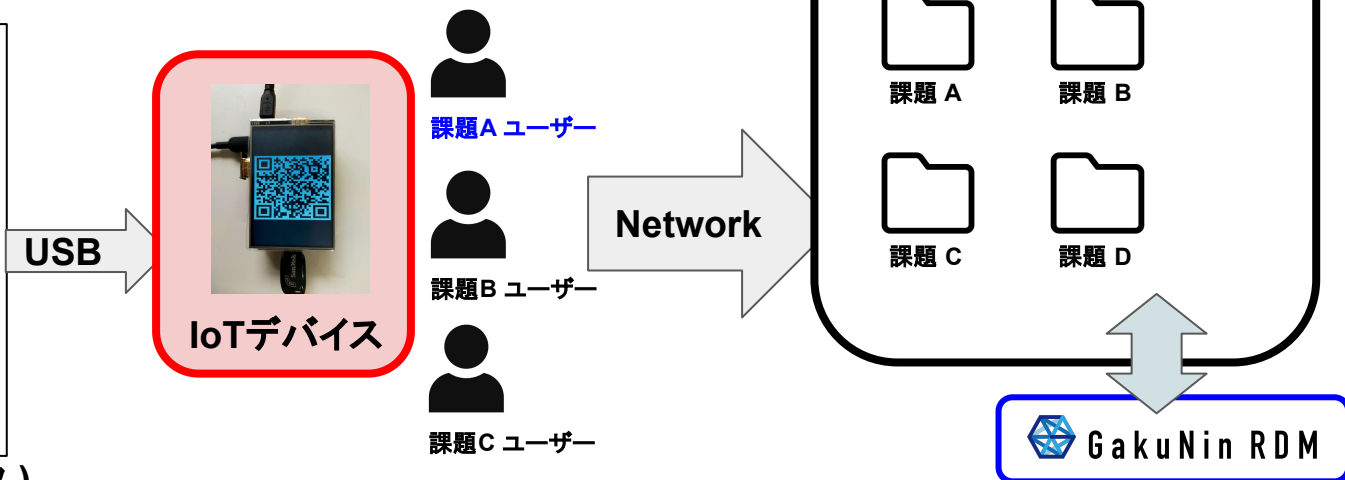 課題 A
課題 B
課題A ユーザー
USB
Network
課題 C
課題 D
課題B ユーザー
IoTデバイス
課題C ユーザー
GakuNin RDM